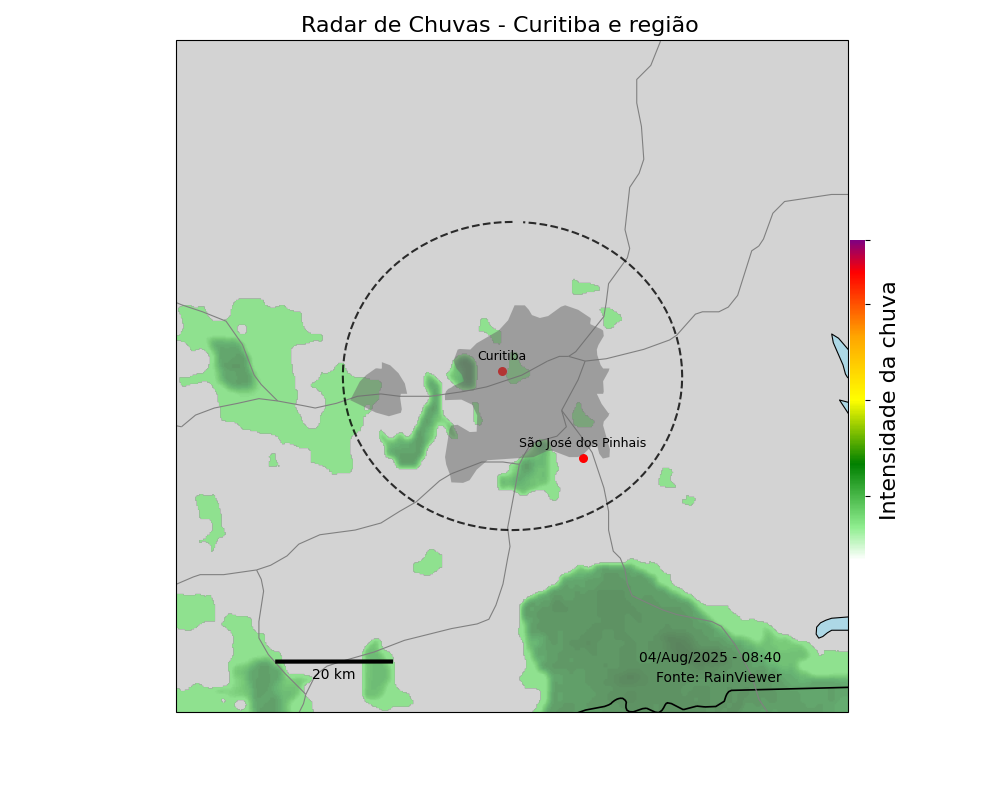 Radar de Chuvas - Curitiba e região
Curitiba
São José dos Pinhais
Intensidade da chuva
04/Aug/2025 - 08:40
20 km
Fonte: RainViewer